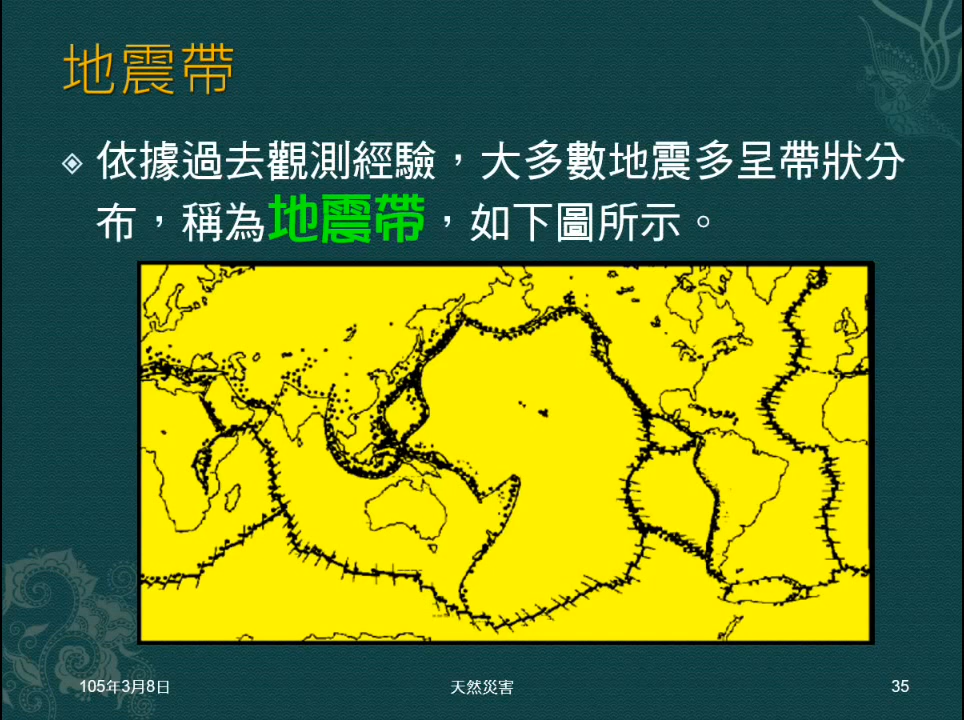 地震帶
依據過去觀測經驗，大多數地震多呈帶狀分
布，稱為地震帶，如下圖所示。
105年3月8日
天然災害
35